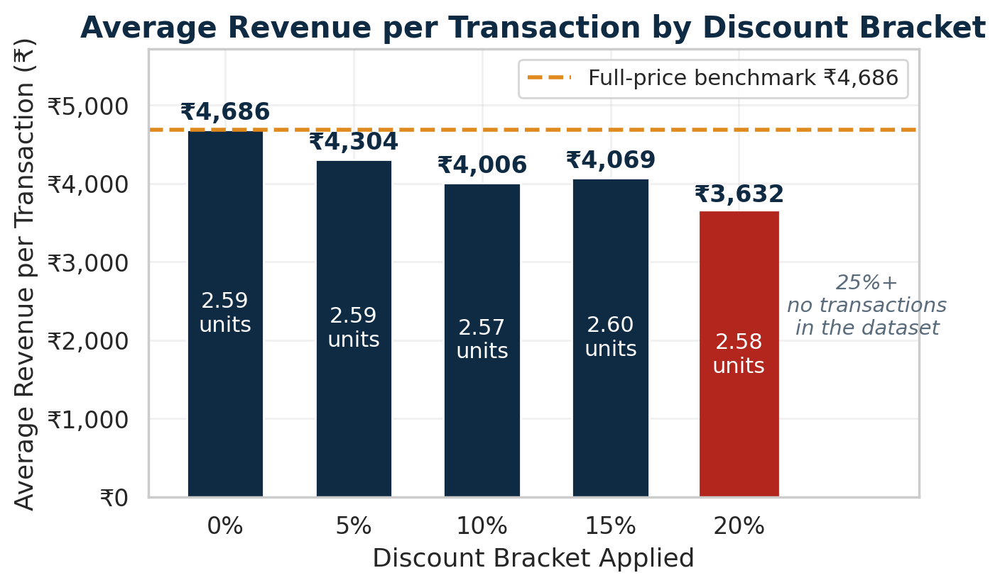 Average Revenue per Transaction by Discount Bracket
Average Revenue per Transaction (₹)
Full-price benchmark ₹4,686
₹5,000
₹4,000
₹3,000
₹2,000
₹1,000
₹0
₹4,686
₹4,304
₹4,006
₹4,069
₹3,632
2.59
units
2.59
units
2.57
units
2.60
units
2.58
units
25%+
no transactions
in the dataset
0%
5%
10%
15%
20%
Discount Bracket Applied